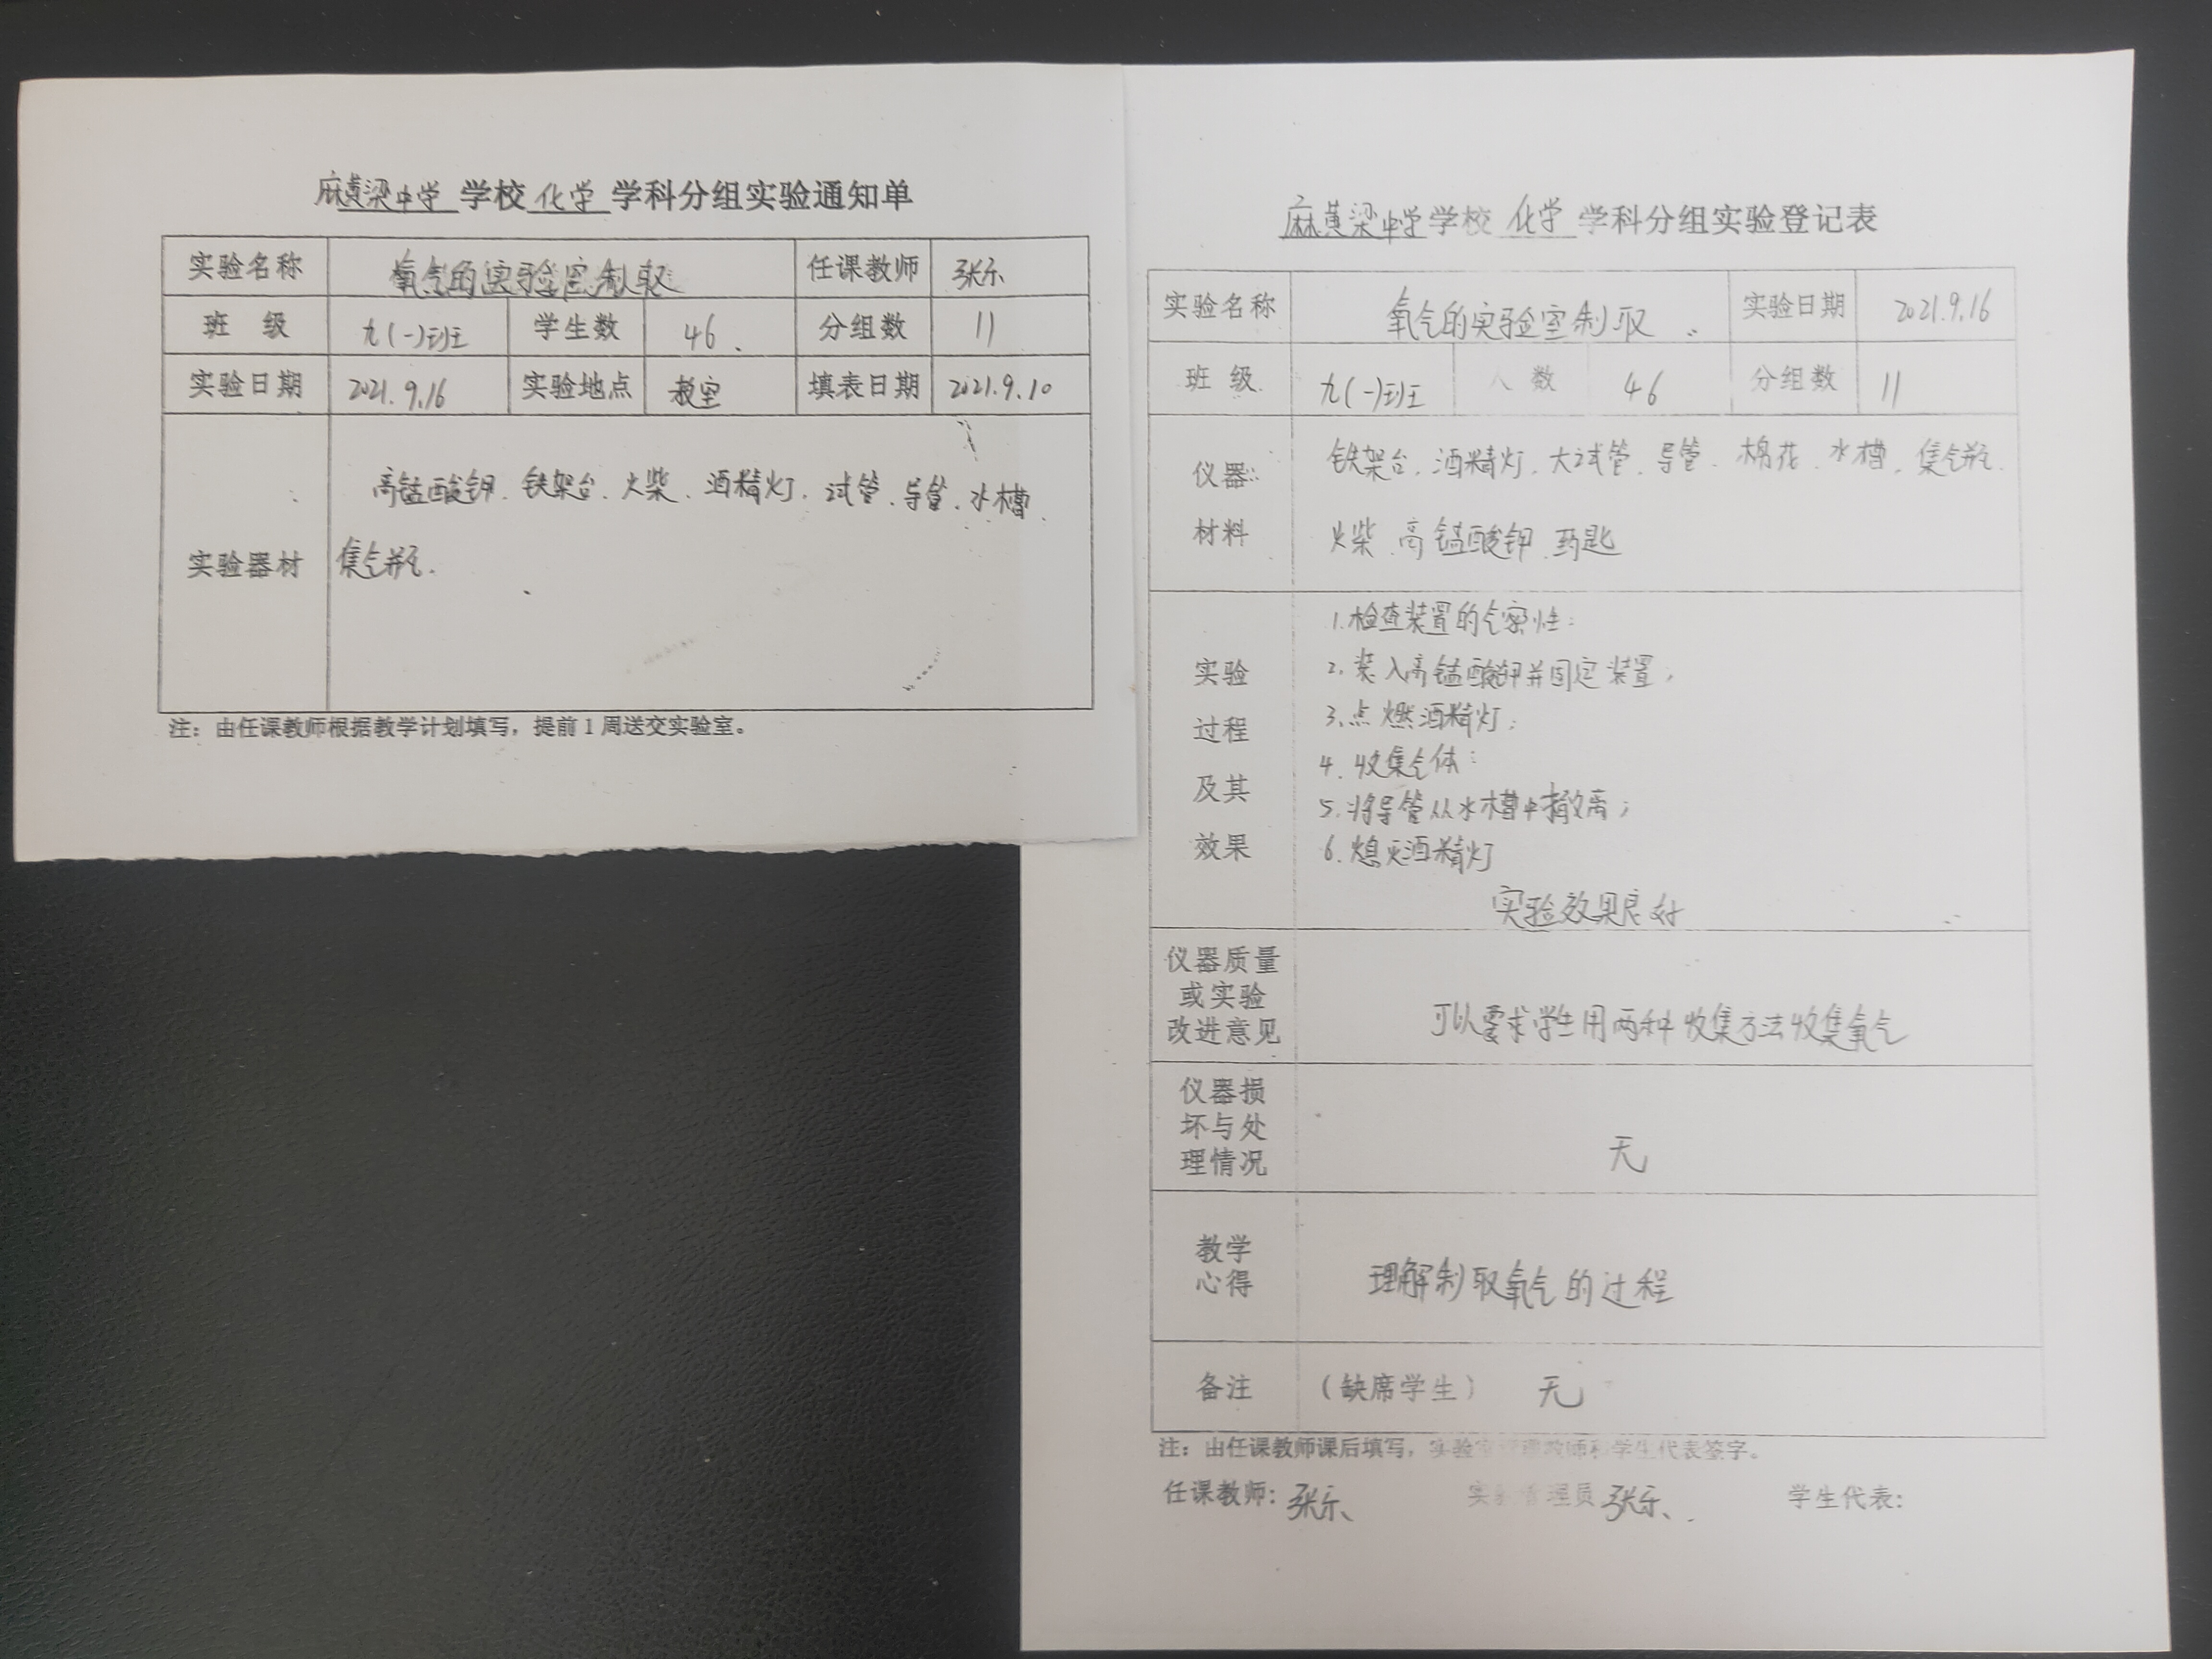 麻黄梁中学 学校 化学 学科分组实验通知单
实验名称 氧气的实验室制取 任课教师 张乐
班 级 九(一)班 学生数 46. 分组数 11
实验日期 2021.9.16 实验地点 教室 填表日期 2021.9.10
实验器材
高锰酸钾、铁架台、火柴、酒精灯、试管、导管、水槽、
集气瓶.
注：由任课教师根据教学计划填写，提前1周送交实验室。
麻黄梁中学 学校 化学 学科分组实验登记表
实验名称 氧气的实验室制取 实验日期 2021.9.16
班 级 九(一)班 人 数 46 分组数 11
仪器
材料
铁架台、酒精灯、大试管、导管、棉花、水槽、集气瓶、
火柴、高锰酸钾、药匙
实验
过程
及其
效果
1.检查装置的气密性；
2.装入高锰酸钾并固定装置；
3.点燃酒精灯；
4.收集气体；
5.将导管从水槽中撤离；
6.熄灭酒精灯
实验效果良好
仪器质量
或实验
改进意见
可以要求学生用两种收集方法收集氧气
仪器损
坏与处
理情况
无
教学
心得
理解制取氧气的过程
备注 （缺席学生） 无
注：由任课教师课后填写，实验室管理教师和学生代表签字。
任课教师：张乐 实验管理员 张乐 学生代表：